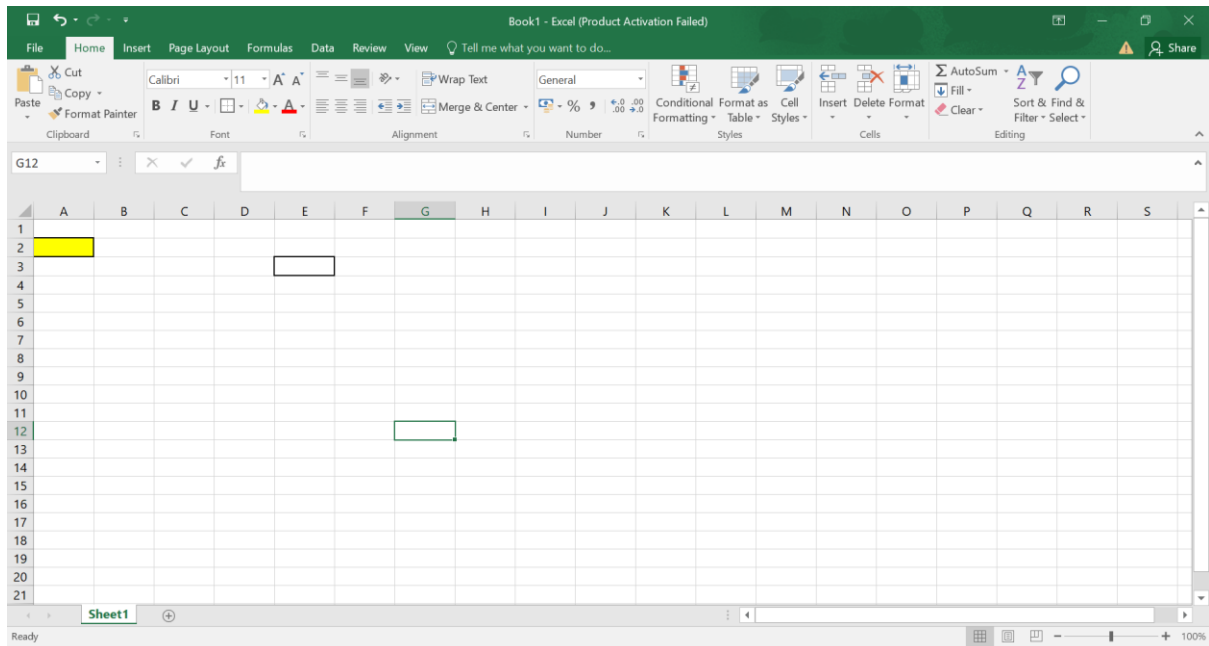 Book1 - Excel (Product Activation Failed)
File Home Insert Page Layout Formulas Data Review View Tell me what you want to do... Share
Paste
Cut
Copy
Format Painter
Clipboard
Calibri 11 A A
B I U A
Font
Wrap Text
Merge & Center
Alignment
General
% , .0 .00 .00 .0
Number
Conditional Formatting
Format as Table
Cell Styles
Styles
Insert Delete Format
Cells
AutoSum
Fill
Clear
Sort & Filter
Find & Select
Editing
G12 fx
A B C D E F G H I J K L M N O P Q R S
1
2
3
4
5
6
7
8
9
10
11
12
13
14
15
16
17
18
19
20
21
Sheet1
Ready 100%